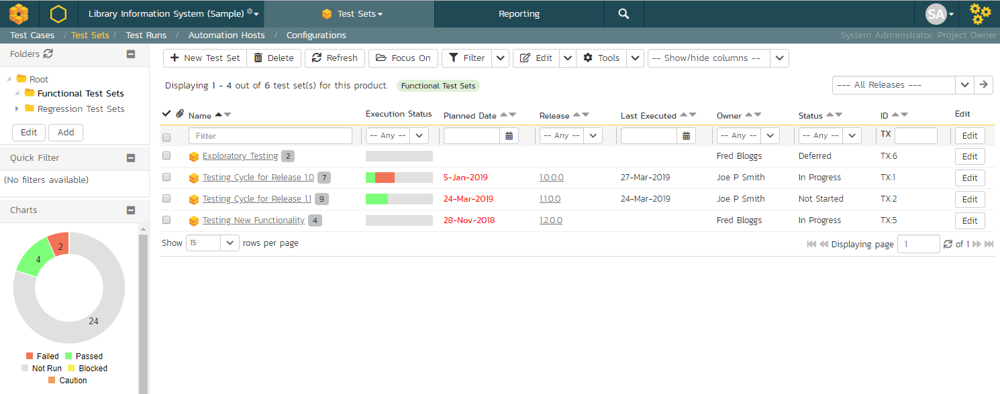 Library Information System (Sample) Test Sets Reporting SA
Test Cases / Test Sets / Test Runs / Automation Hosts / Configurations System Administrator: Project Owner
Folders
Root
Functional Test Sets
Regression Test Sets
Edit Add
Quick Filter
(No filters available)
Charts
2
4
24
Failed Passed
Not Run Blocked
Caution
New Test Set Delete Refresh Focus On Filter Edit Tools -- Show/hide columns --
Displaying 1 - 4 out of 6 test set(s) for this product. Functional Test Sets --- All Releases ---
Name Execution Status Planned Date Release Last Executed Owner Status ID Edit
Filter -- Any -- -- Any -- -- Any -- -- Any -- TX Edit
Exploratory Testing 2 Fred Bloggs Deferred TX:6 Edit
Testing Cycle for Release 1.0 7 5-Jan-2019 1.0.0.0 27-Mar-2019 Joe P Smith In Progress TX:1 Edit
Testing Cycle for Release 1.1 9 24-Mar-2019 1.1.0.0 24-Mar-2019 Joe P Smith Not Started TX:2 Edit
Testing New Functionality 4 28-Nov-2018 1.2.0.0 Fred Bloggs In Progress TX:5 Edit
Show 15 rows per page Displaying page 1 of 1